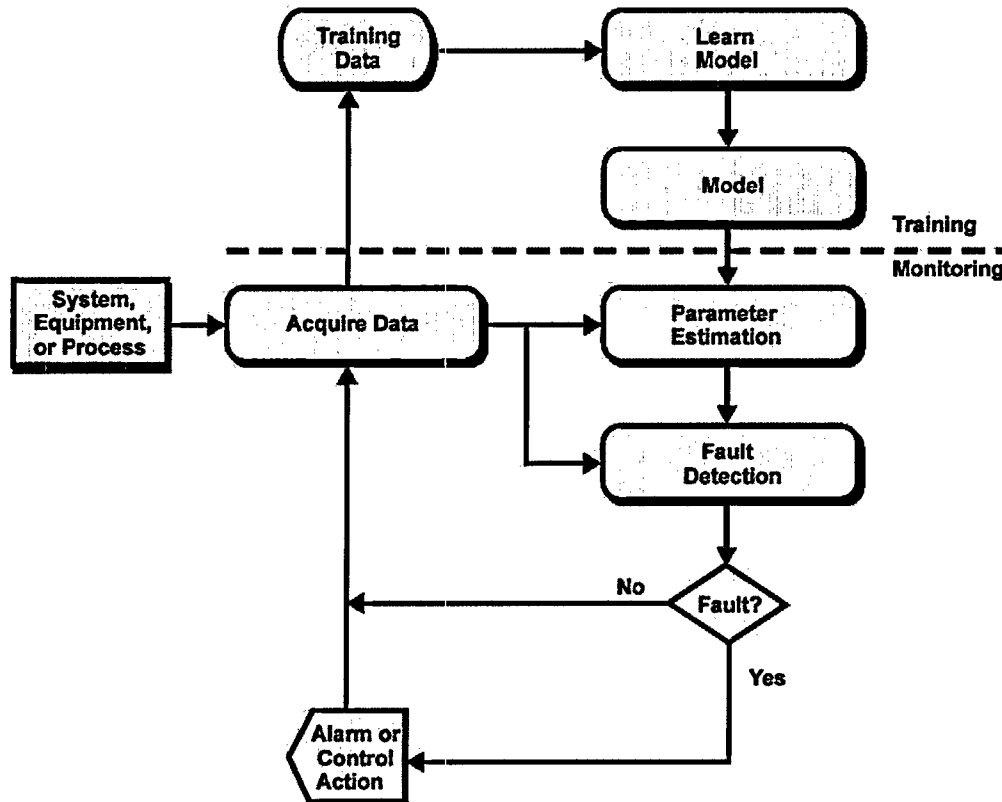 Training
Data
Learn
Model
Model
Training
Monitoring
System,
Equipment,
or Process
Acquire Data
Parameter
Estimation
Fault
Detection
No
Fault?
Yes
Alarm or
Control
Action